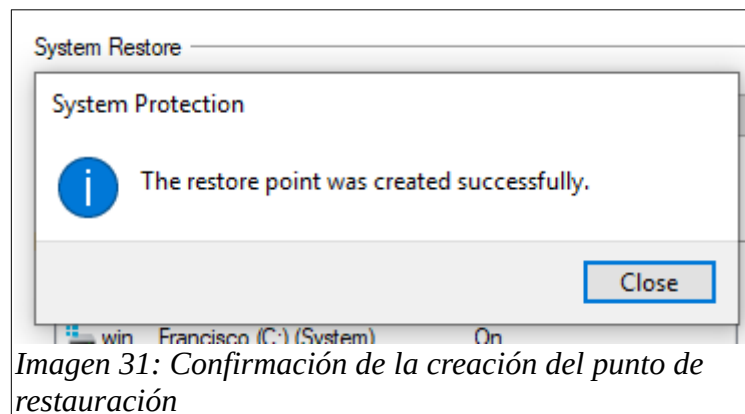 System Restore
System Protection
The restore point was created successfully.
Close
win Francisco (C:) (System) On
Imagen 31: Confirmación de la creación del punto de
restauración